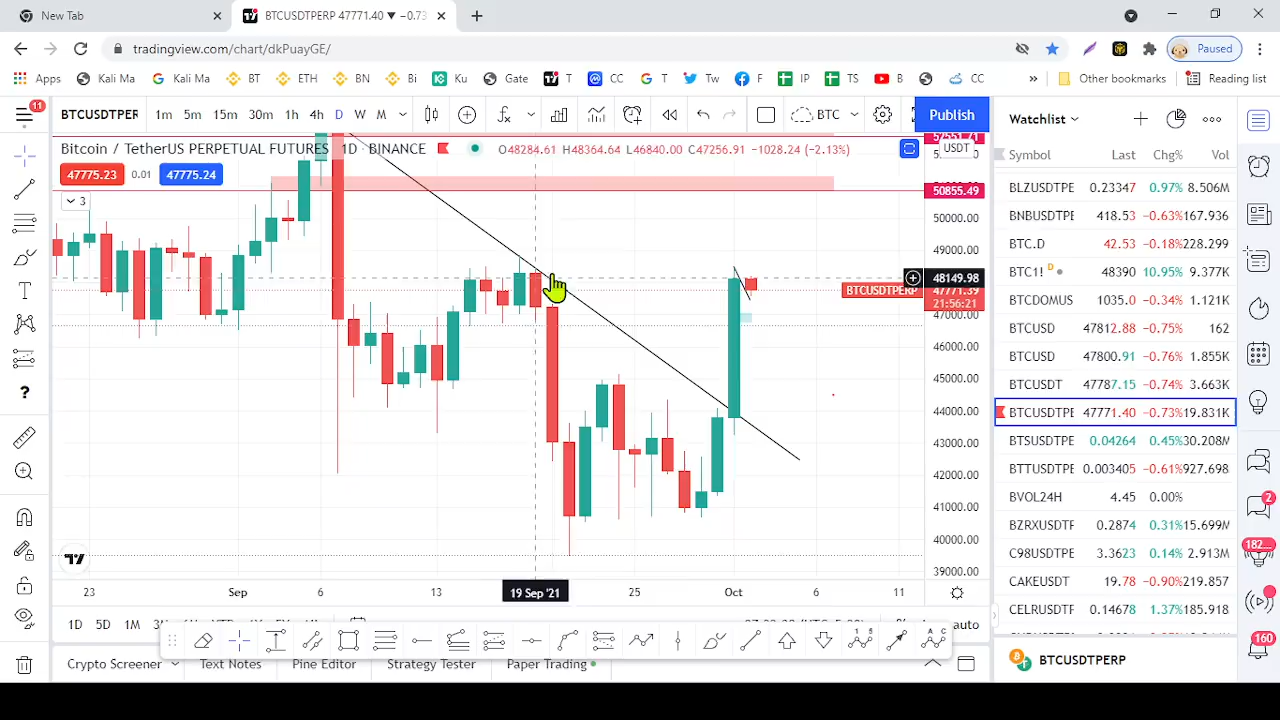 New Tab
BTCUSDTPERP 47771.40 ▼ −0.73
tradingview.com/chart/dkPuayGE/
Paused
Apps Kali Ma Kali Ma BT ETH BN Bi Ku Gate T CC T Tw F IP TS B CC » Other bookmarks Reading list
11 BTCUSDTPER 1m 5m 15m 30m 1h 4h D W M BTC Publish
Watchlist
Bitcoin / TetherUS PERPETUAL FUTURES 1D · BINANCE O48284.61 H48364.64 L46840.00 C47256.91 −1028.24 (−2.13%)
USDT
Symbol Last Chg% Vol
47775.23 0.01 47775.24
3
50855.49
50000.00
49000.00
48149.98
BTCUSDTPERP 47771.39
21:56:21
47000.00
46000.00
45000.00
44000.00
43000.00
42000.00
41000.00
40000.00
39000.00
BLZUSDTPE 0.23347 0.97% 8.506M
BNBUSDTPE 418.53 −0.63% 167.936
BTC.D 42.53 −0.18% 228.299
BTC1! D 48390 10.95% 9.377K
BTCDOMUS 1035.0 −0.34% 1.121K
BTCUSD 47812.88 −0.75% 162
BTCUSD 47800.91 −0.76% 1.855K
BTCUSDT 47787.15 −0.74% 3.663K
BTCUSDTPE 47771.40 −0.73% 19.831K
BTSUSDTPE 0.04264 0.45% 30.208M
BTTUSDTPE 0.003405 −0.61% 927.698
BVOL24H 4.45 0.00%
BZRXUSDTF 0.2874 0.31% 15.699M
C98USDTPE 3.3623 0.14% 2.913M
CAKEUSDT 19.78 −0.90% 219.857
CELRUSDTF 0.14678 1.37% 185.918
2
182
160
23 Sep 6 13 19 Sep '21 25 Oct 6 11
1D 5D 1M auto
Crypto Screener Text Notes Pine Editor Strategy Tester Paper Trading
BTCUSDTPERP